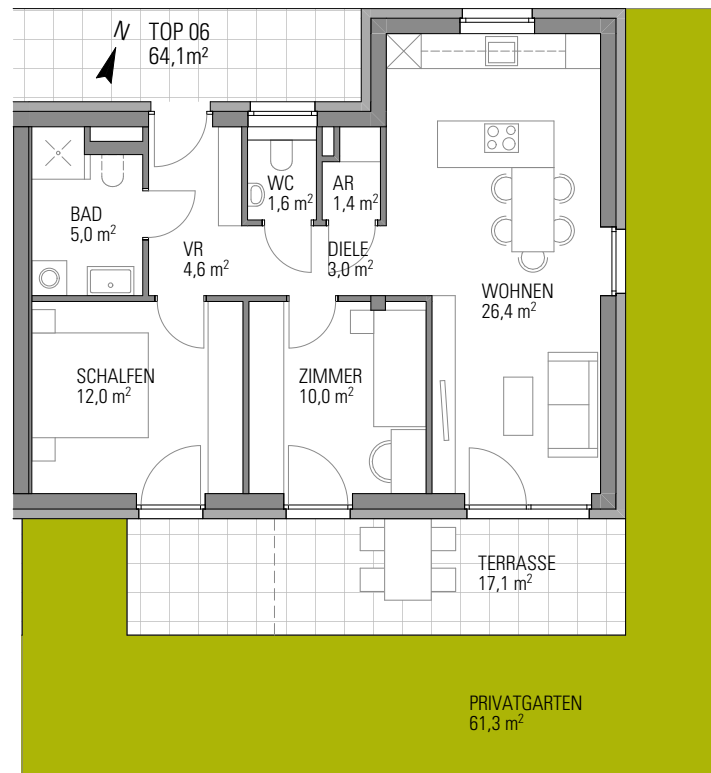 N
TOP 06
64,1m²
WC
1,6 m²
AR
1,4 m²
BAD
5,0 m²
VR
4,6 m²
DIELE
3,0 m²
WOHNEN
26,4 m²
SCHALFEN
12,0 m²
ZIMMER
10,0 m²
TERRASSE
17,1 m²
PRIVATGARTEN
61,3 m²